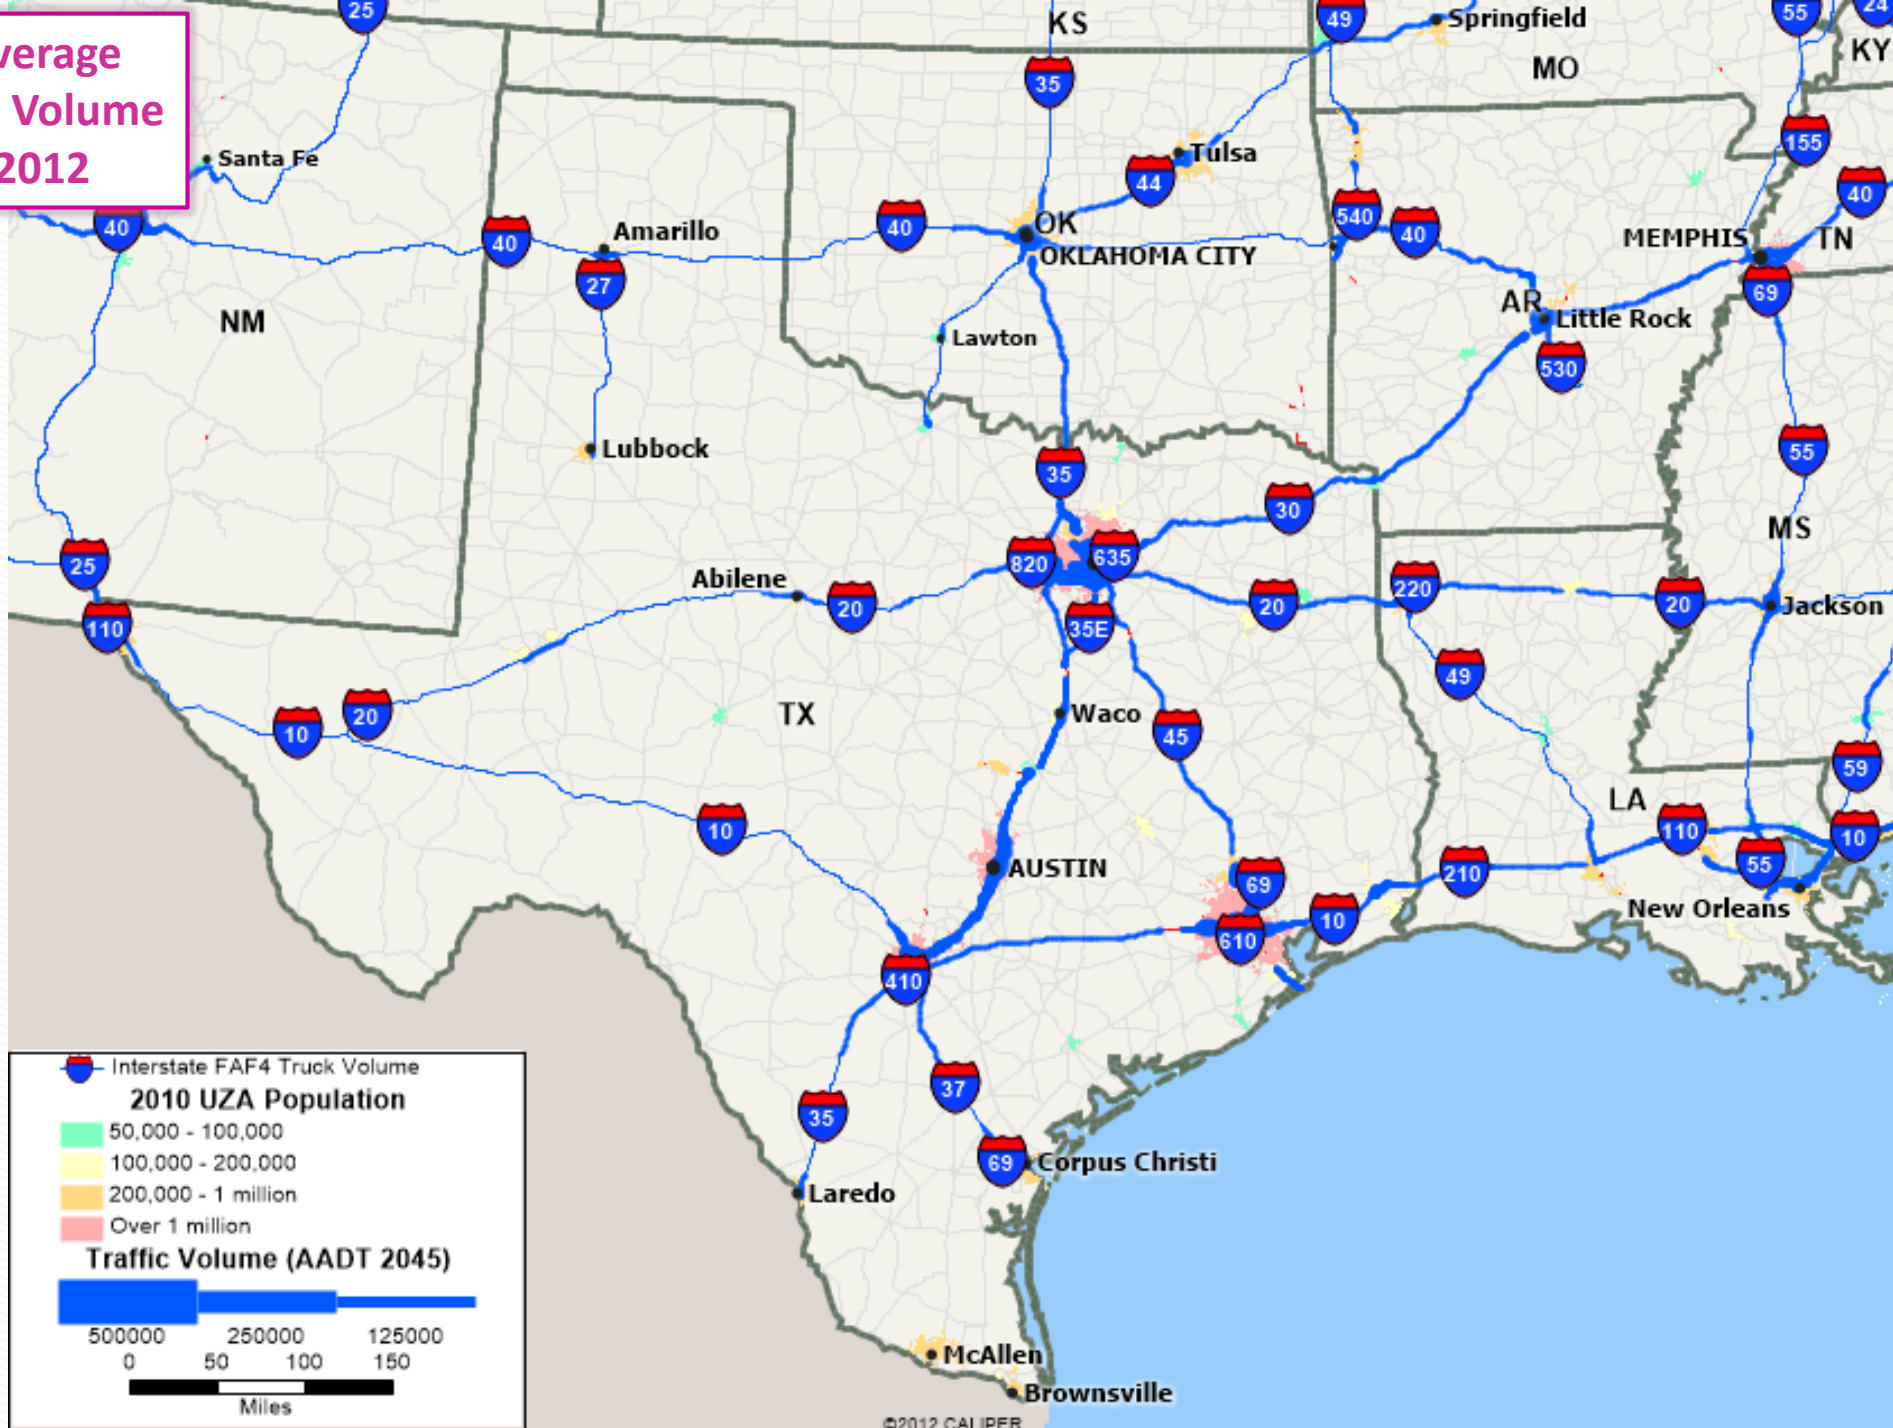 verage
Volume
2012
25
KS
35
49
Springfield
MO
55
24
KY
155
40
Santa Fe
44
Tulsa
40
40
Amarillo
27
40
OK
OKLAHOMA CITY
540
40
MEMPHIS
TN
69
NM
Lawton
AR
Little Rock
530
Lubbock
35
30
55
MS
25
110
Abilene
20
820
635
35E
20
220
20
Jackson
49
10
20
TX
Waco
45
59
LA
10
AUSTIN
69
210
110
55
10
New Orleans
410
610
10
37
35
69
Corpus Christi
Laredo
McAllen
Brownsville
Interstate FAF4 Truck Volume
2010 UZA Population
50,000 - 100,000
100,000 - 200,000
200,000 - 1 million
Over 1 million
Traffic Volume (AADT 2045)
500000 250000 125000
0 50 100 150
Miles
©2012 CALIPER